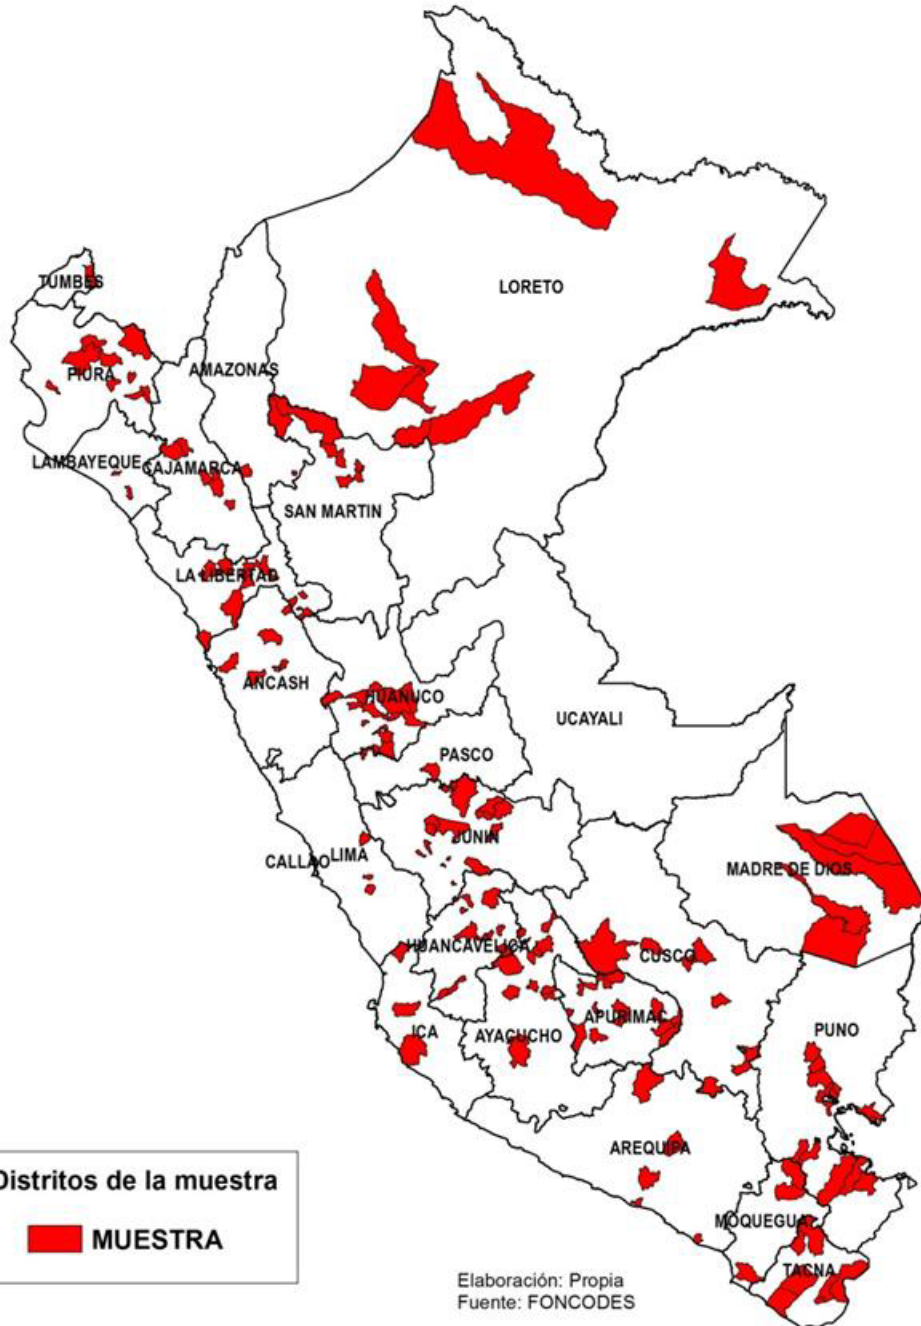 TUMBES
LORETO
PIURA
AMAZONAS
LAMBAYEQUE
CAJAMARCA
SAN MARTIN
LA LIBERTAD
ANCASH
HUANUCO
UCAYALI
PASCO
JUNIN
CALLAO
LIMA
MADRE DE DIOS
HUANCAVELICA
CUSCO
APURIMAC
ICA
AYACUCHO
PUNO
AREQUIPA
MOQUEGUA
TACNA
Distritos de la muestra
MUESTRA
Elaboración: Propia
Fuente: FONCODES